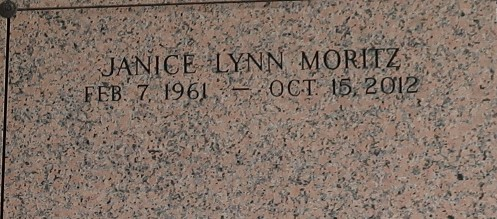 JANICE LYNN MORITZ
FEB. 7 1961 — OCT. 15, 2012